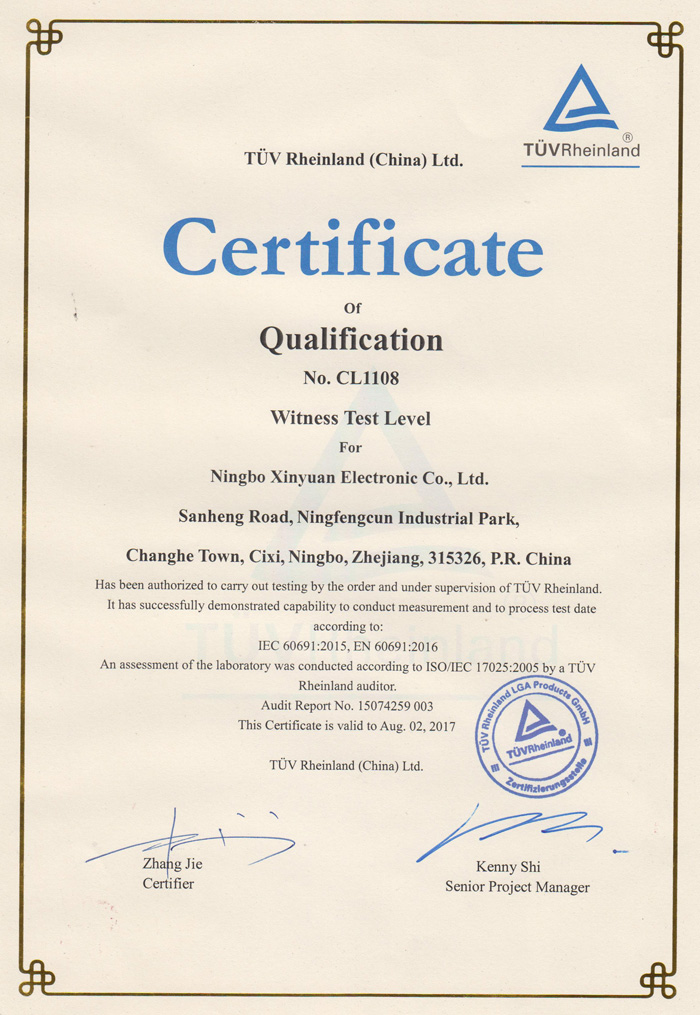 TÜVRheinland®
TÜV Rheinland (China) Ltd.
Certificate
Of
Qualification
No. CL1108
Witness Test Level
For
Ningbo Xinyuan Electronic Co., Ltd.
Sanheng Road, Ningfengcun Industrial Park,
Changhe Town, Cixi, Ningbo, Zhejiang, 315326, P.R. China
Has been authorized to carry out testing by the order and under supervision of TÜV Rheinland.
It has successfully demonstrated capability to conduct measurement and to process test date
according to:
IEC 60691:2015, EN 60691:2016
TÜVRheinland
An assessment of the laboratory was conducted according to ISO/IEC 17025:2005 by a TÜV
Rheinland auditor.
Audit Report No. 15074259 003
This Certificate is valid to Aug. 02, 2017
TÜV Rheinland (China) Ltd.
TÜV Rheinland LGA Products GmbH
TÜVRheinland
Zertifizierungsstelle
Zhang Jie
Certifier
Kenny Shi
Senior Project Manager